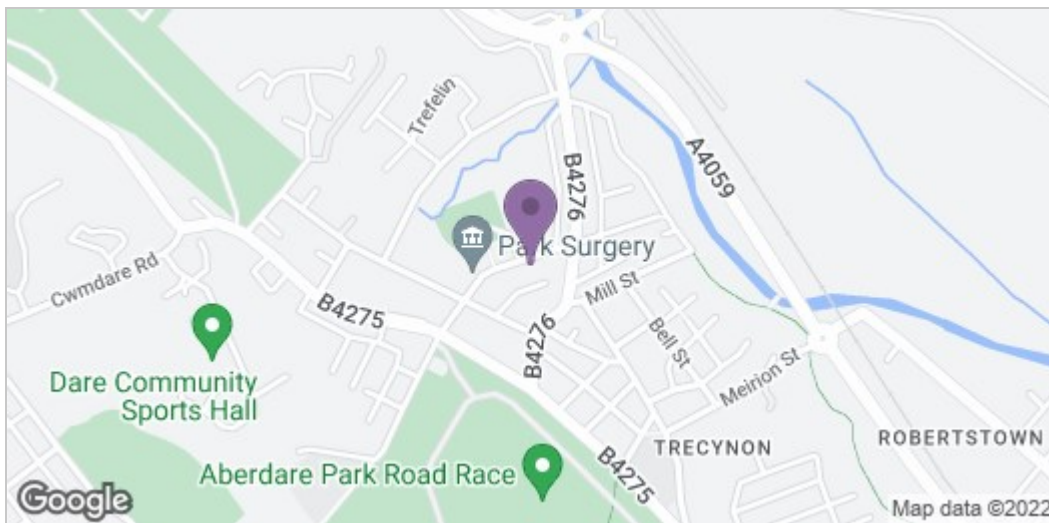 Trefelin
B4276
A4059
Park Surgery
Cwmdare Rd
B4275
Mill St
B4276
Bell St
Meirion St
Dare Community
Sports Hall
TRECYNON
ROBERTSTOWN
Aberdare Park Road Race
B4275
Google
Map data ©2022